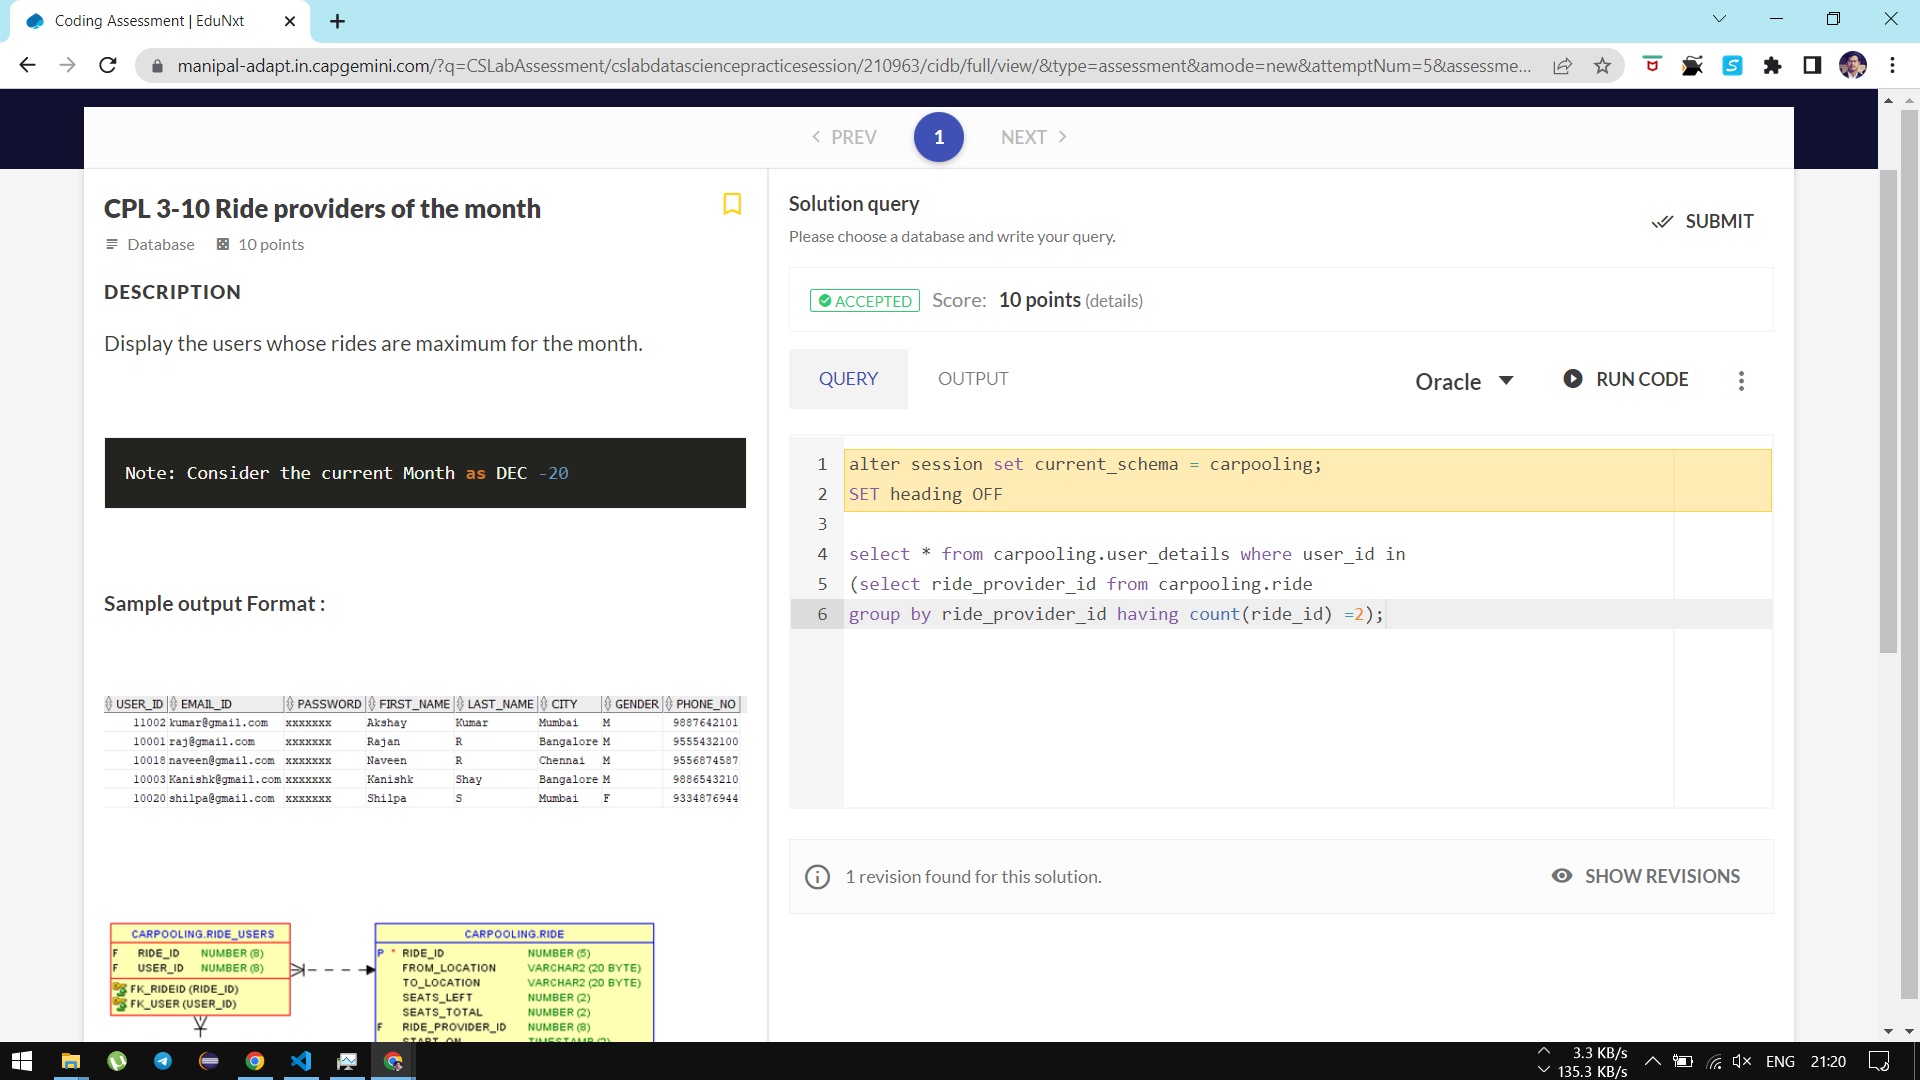 Coding Assessment | EduNxt
manipal-adapt.in.capgemini.com/?q=CSLabAssessment/cslabdatasciencepracticesession/210963/cidb/full/view/&type=assessment&amode=new&attemptNum=5&assessme...
PREV 1 NEXT
CPL 3-10 Ride providers of the month
Database 10 points
DESCRIPTION
Display the users whose rides are maximum for the month.
Note: Consider the current Month as DEC -20
Sample output Format :
USER_ID EMAIL_ID PASSWORD FIRST_NAME LAST_NAME CITY GENDER PHONE_NO
11002 kumar@gmail.com xxxxxxx Akshay Kumar Mumbai M 9887642101
10001 raj@gmail.com xxxxxxx Rajan R Bangalore M 9555432100
10018 naveen@gmail.com xxxxxxx Naveen R Chennai M 9556874587
10003 Kanishk@gmail.com xxxxxxx Kanishk Shay Bangalore M 9886543210
10020 shilpa@gmail.com xxxxxxx Shilpa S Mumbai F 9334876944
CARPOOLING.RIDE_USERS
F RIDE_ID NUMBER (8)
F USER_ID NUMBER (8)
FK_RIDEID (RIDE_ID)
FK_USER (USER_ID)
CARPOOLING.RIDE
P * RIDE_ID NUMBER (5)
FROM_LOCATION VARCHAR2 (20 BYTE)
TO_LOCATION VARCHAR2 (20 BYTE)
SEATS_LEFT NUMBER (2)
SEATS_TOTAL NUMBER (2)
F RIDE_PROVIDER_ID NUMBER (8)
Solution query
Please choose a database and write your query.
SUBMIT
ACCEPTED Score: 10 points (details)
QUERY OUTPUT Oracle RUN CODE
1 alter session set current_schema = carpooling;
2 SET heading OFF
3
4 select * from carpooling.user_details where user_id in
5 (select ride_provider_id from carpooling.ride
6 group by ride_provider_id having count(ride_id) =2);
1 revision found for this solution. SHOW REVISIONS
3.3 KB/s
135.3 KB/s
ENG 21:20